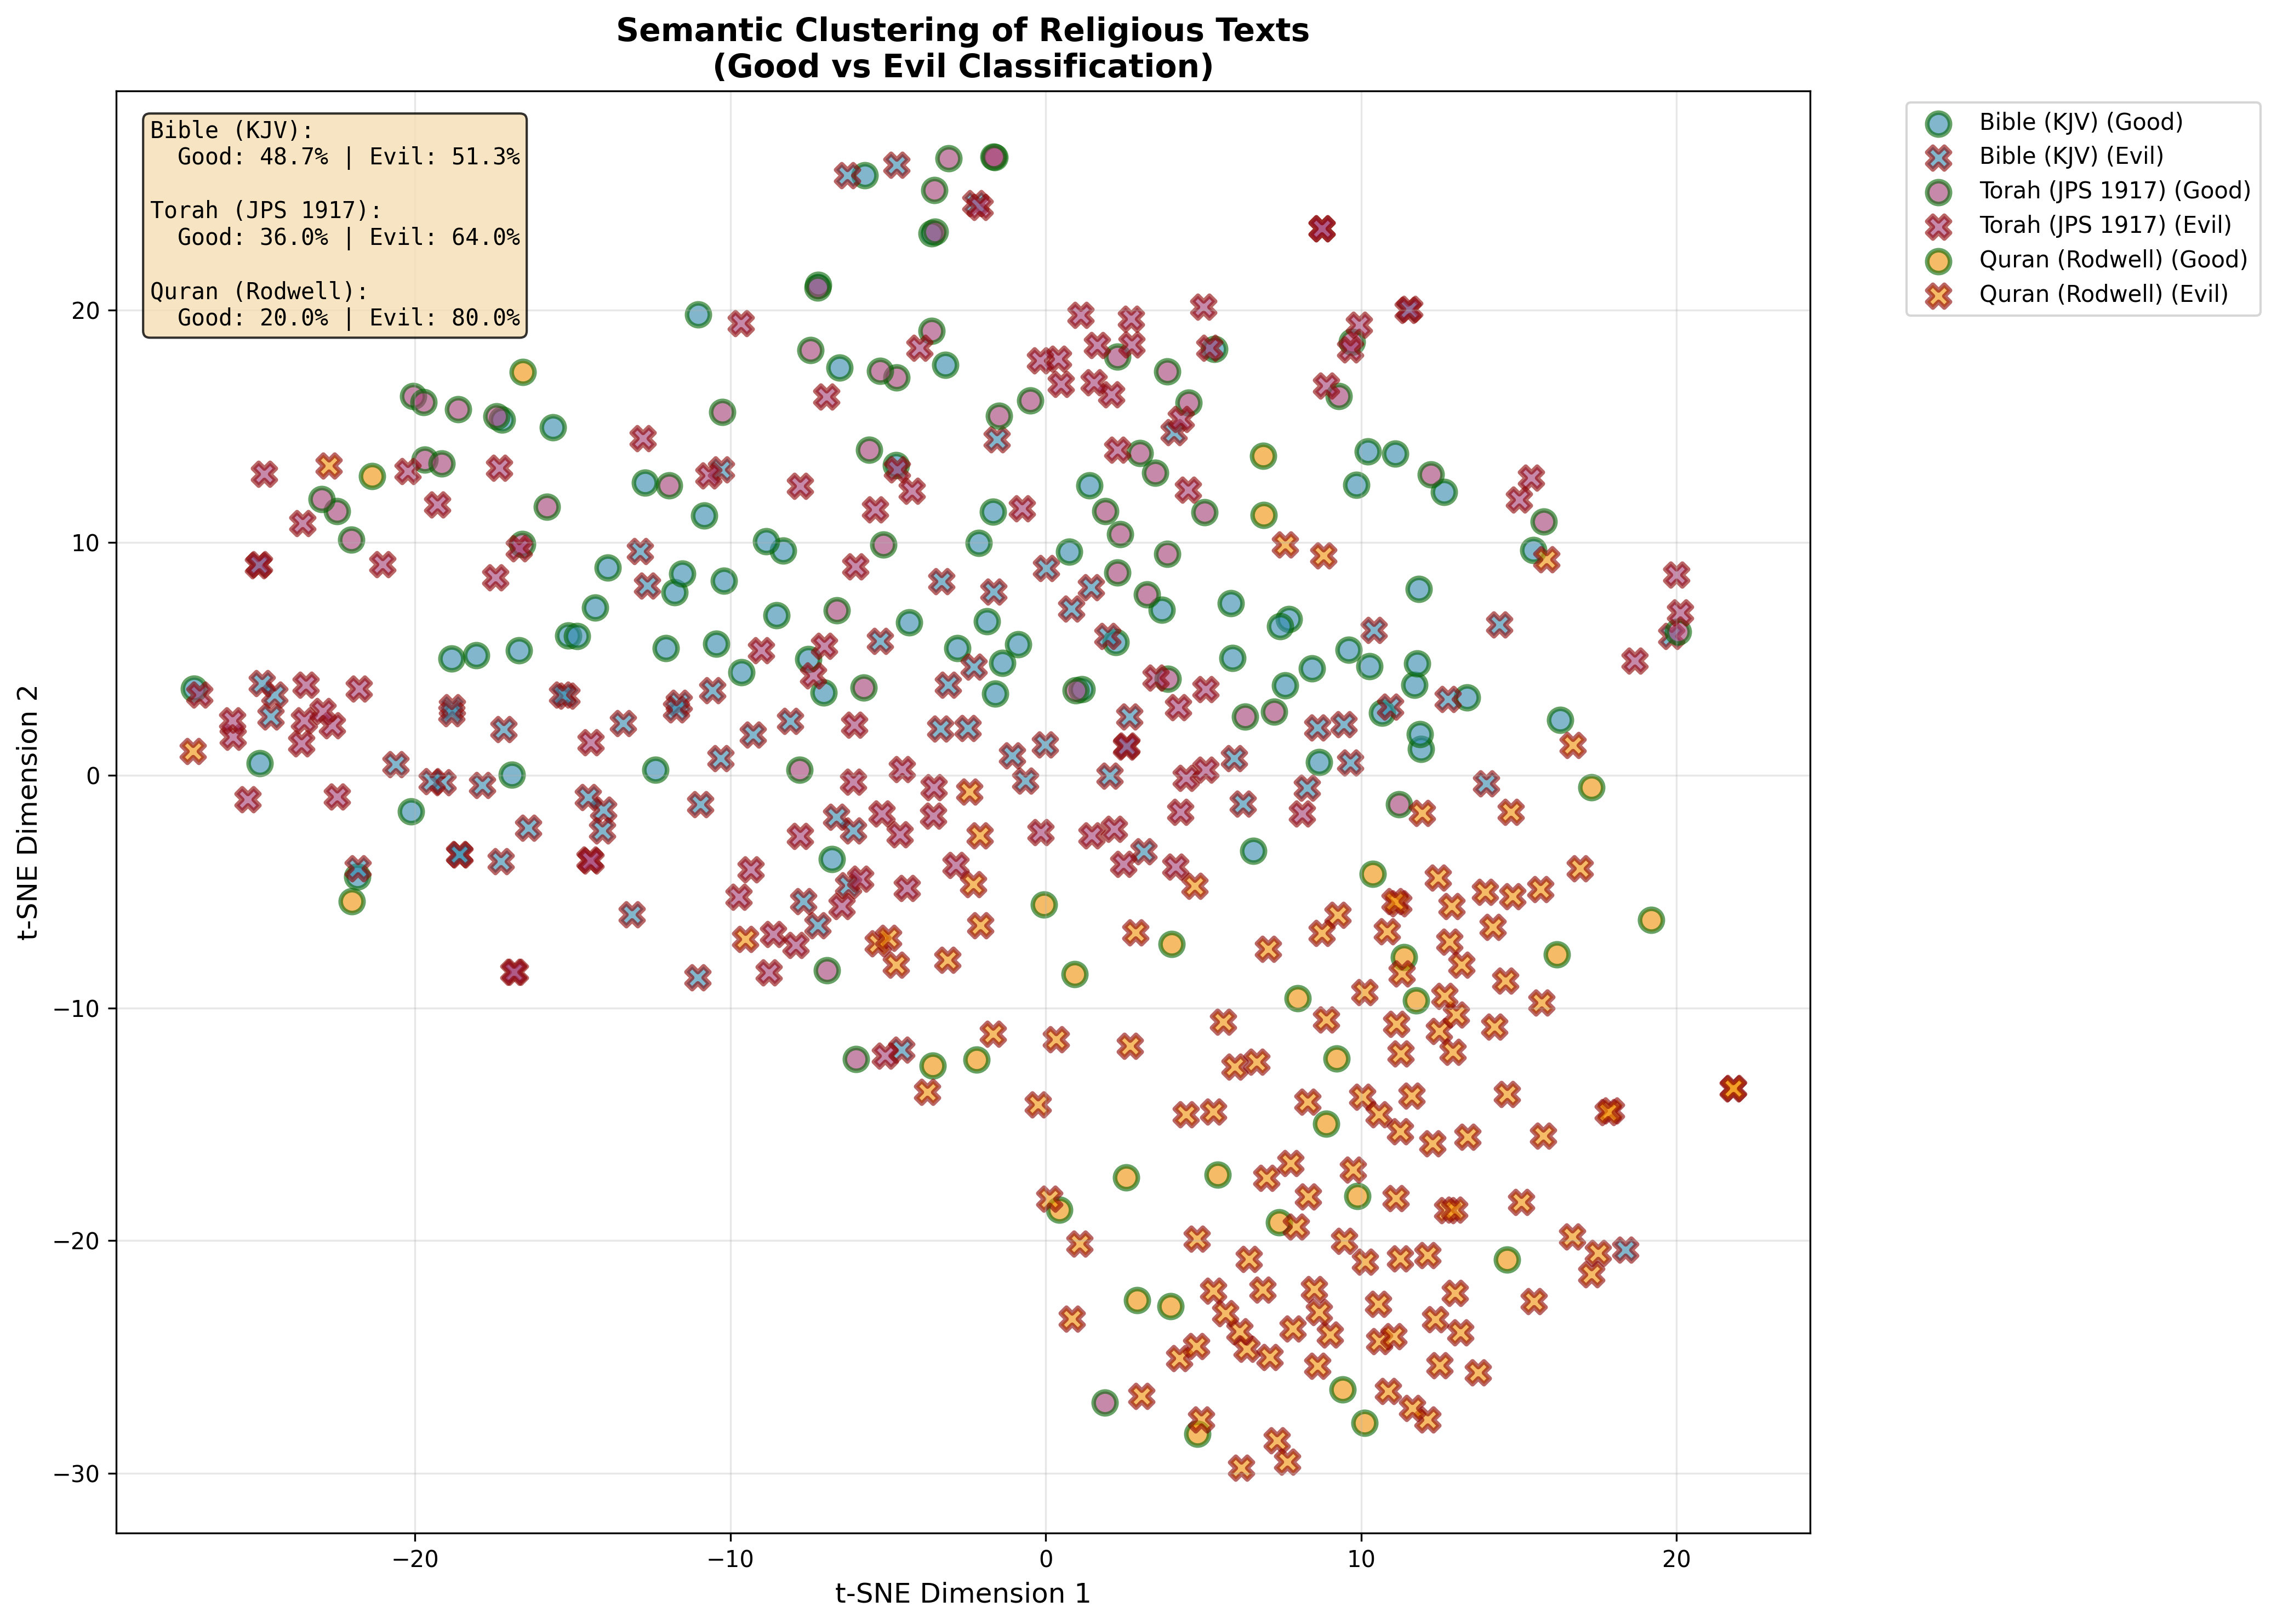 Semantic Clustering of Religious Texts
(Good vs Evil Classification)
Bible (KJV):
Good: 48.7% | Evil: 51.3%
Torah (JPS 1917):
Good: 36.0% | Evil: 64.0%
Quran (Rodwell):
Good: 20.0% | Evil: 80.0%
Bible (KJV) (Good)
Bible (KJV) (Evil)
Torah (JPS 1917) (Good)
Torah (JPS 1917) (Evil)
Quran (Rodwell) (Good)
Quran (Rodwell) (Evil)
t-SNE Dimension 2
20
10
0
−10
−20
−30
−20
−10
0
10
20
t-SNE Dimension 1